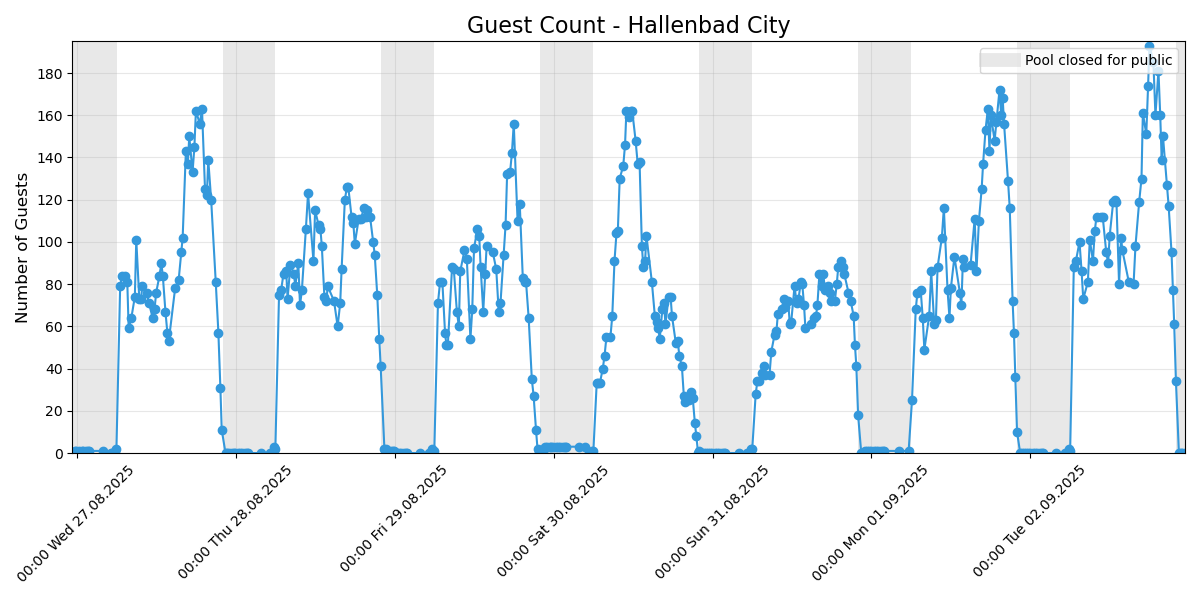 Guest Count - Hallenbad City
Pool closed for public
Number of Guests
180
160
140
120
100
80
60
40
20
0
00:00 Wed 27.08.2025
00:00 Thu 28.08.2025
00:00 Fri 29.08.2025
00:00 Sat 30.08.2025
00:00 Sun 31.08.2025
00:00 Mon 01.09.2025
00:00 Tue 02.09.2025